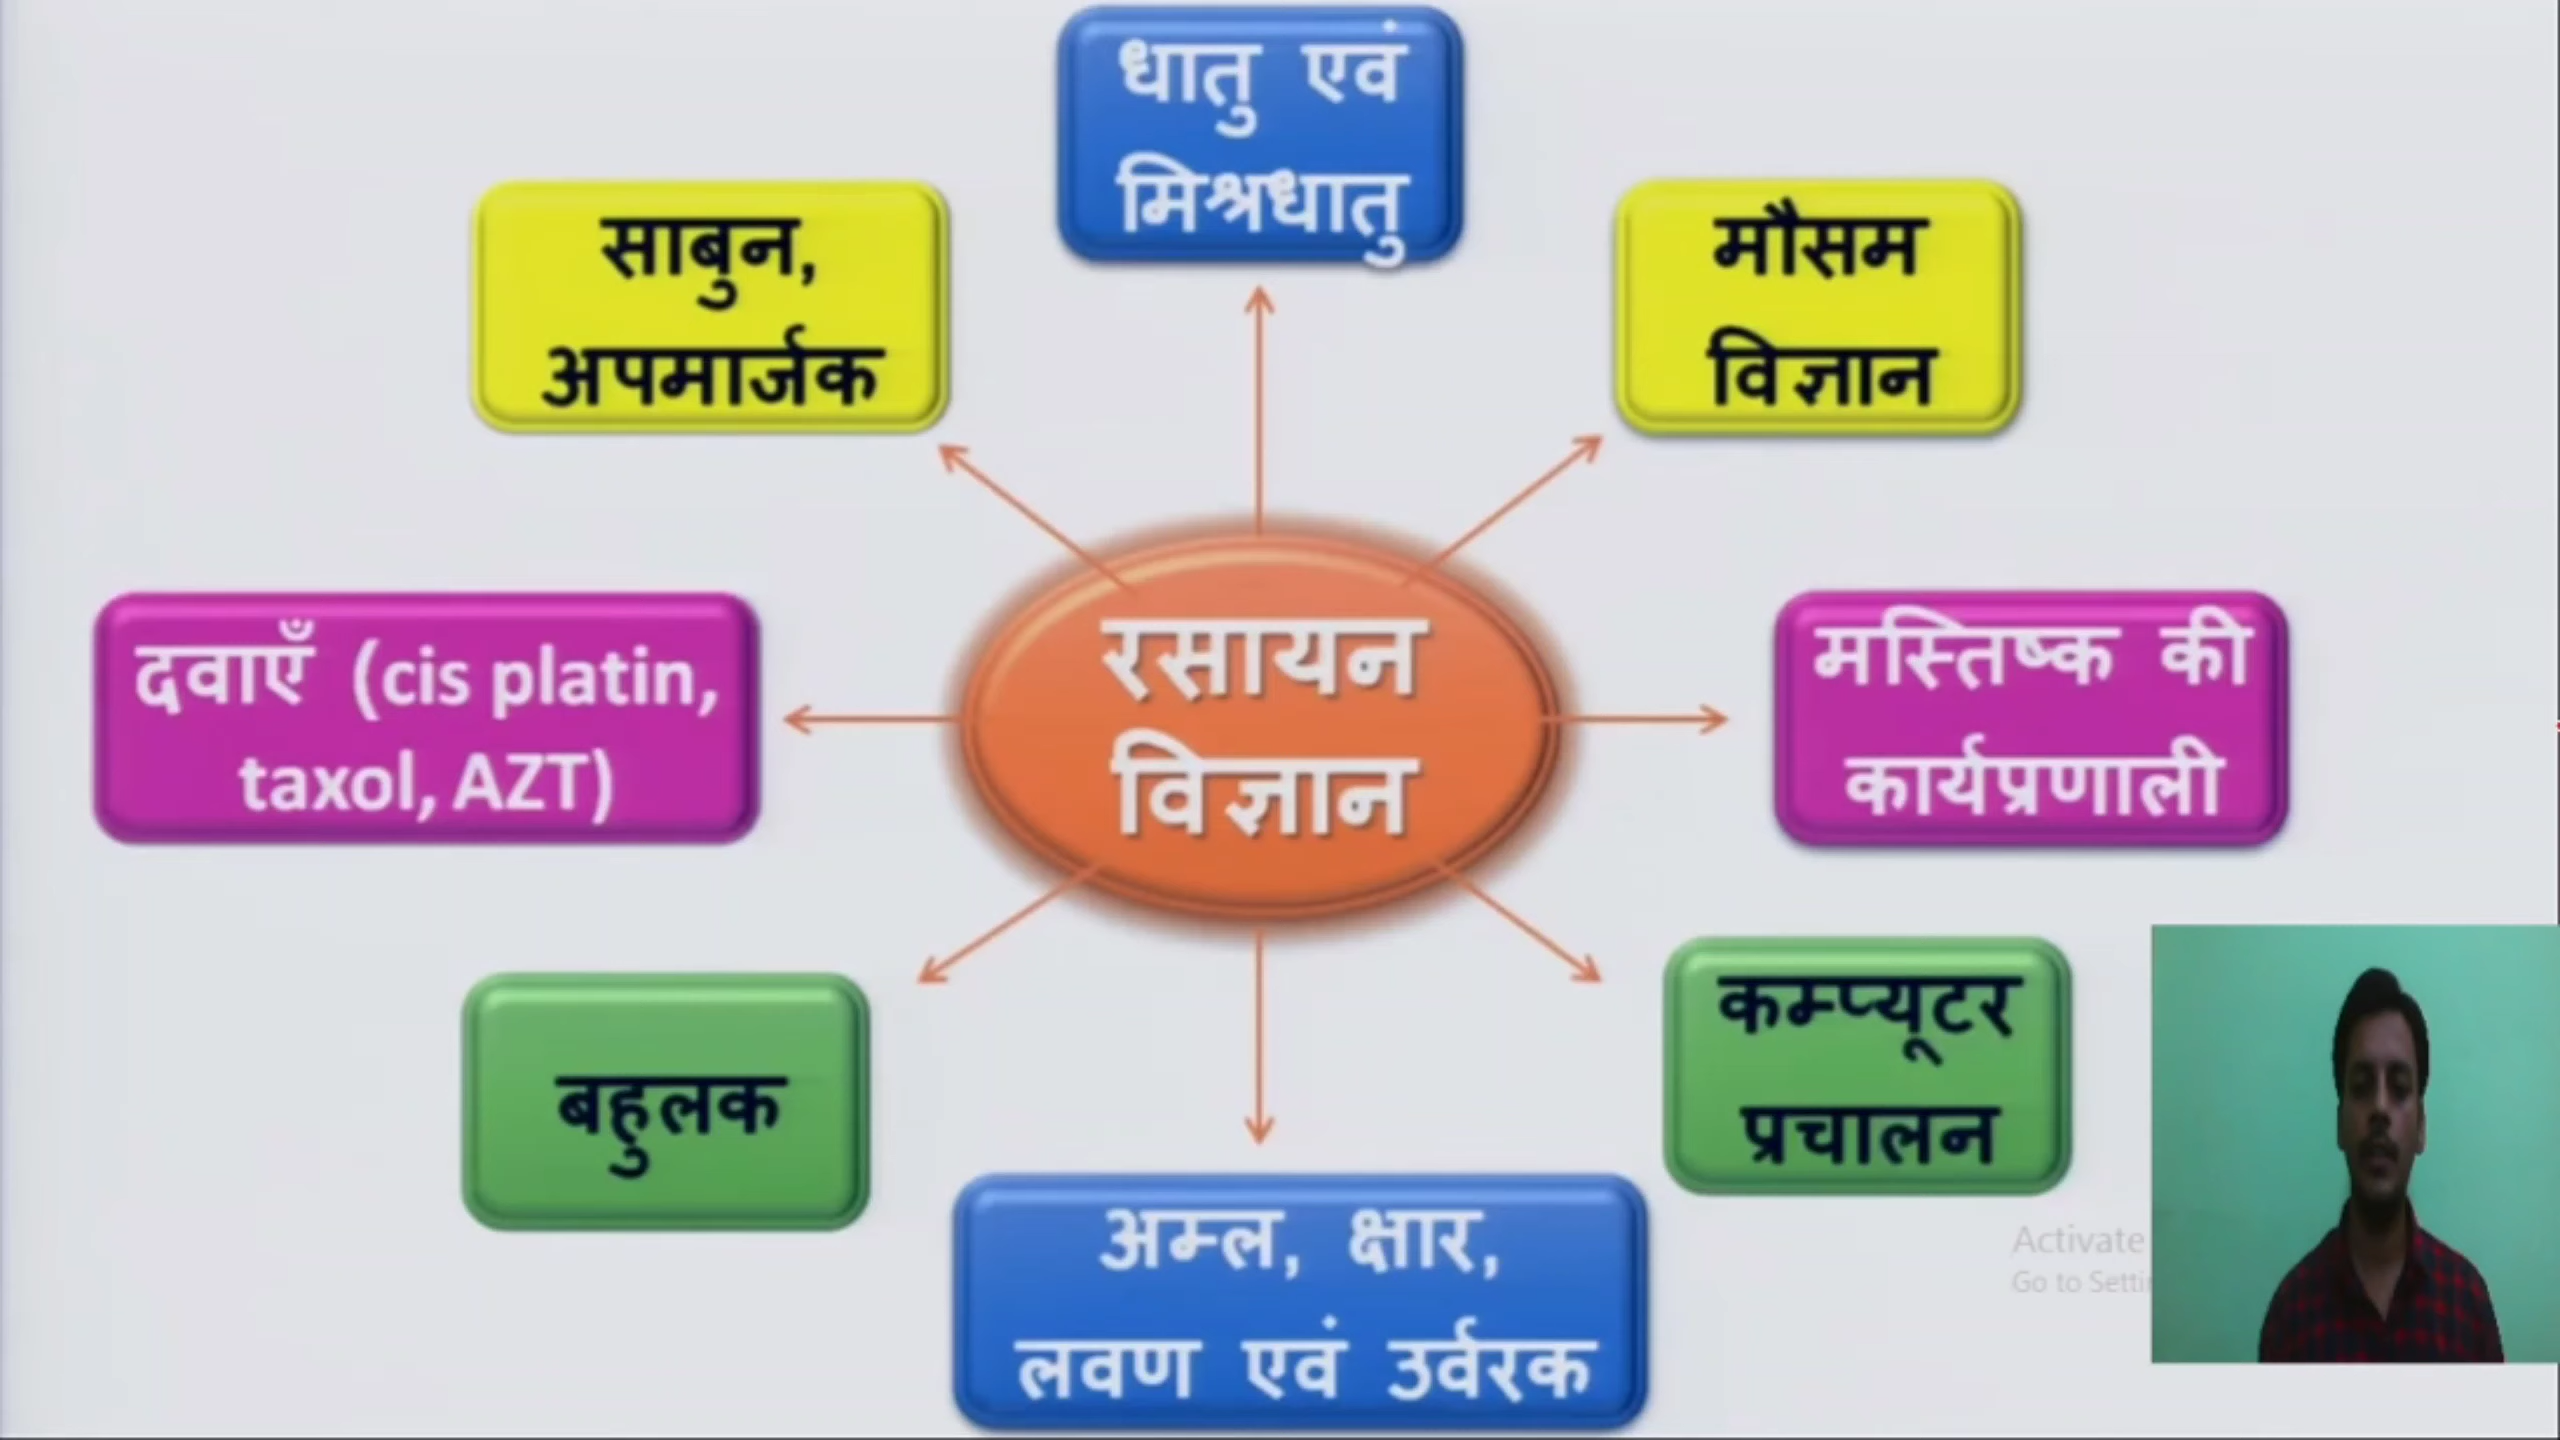 धातु एवं
मिश्रधातु
साबुन,
अपमार्जक
मौसम
विज्ञान
दवाएँ (cis platin,
taxol, AZT)
रसायन
विज्ञान
मस्तिष्क की
कार्यप्रणाली
बहुलक
कम्प्यूटर
प्रचालन
अम्ल, क्षार,
लवण एवं उर्वरक
Activate
Go to